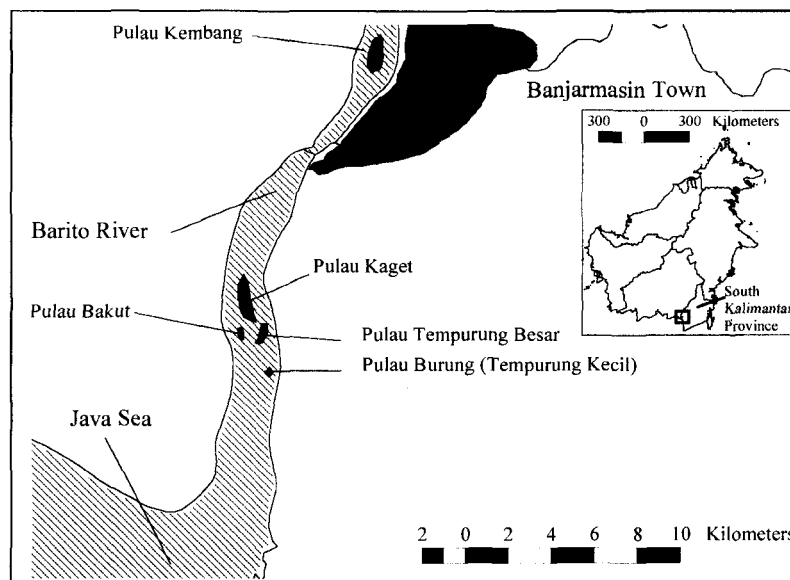 Pulau Kembang
Banjarmasin Town
300 0 300 Kilometers
Barito River
Pulau Kaget
Pulau Bakut
Pulau Tempurung Besar
Pulau Burung (Tempurung Kecil)
South
Kalimantan
Province
Java Sea
2 0 2 4 6 8 10 Kilometers